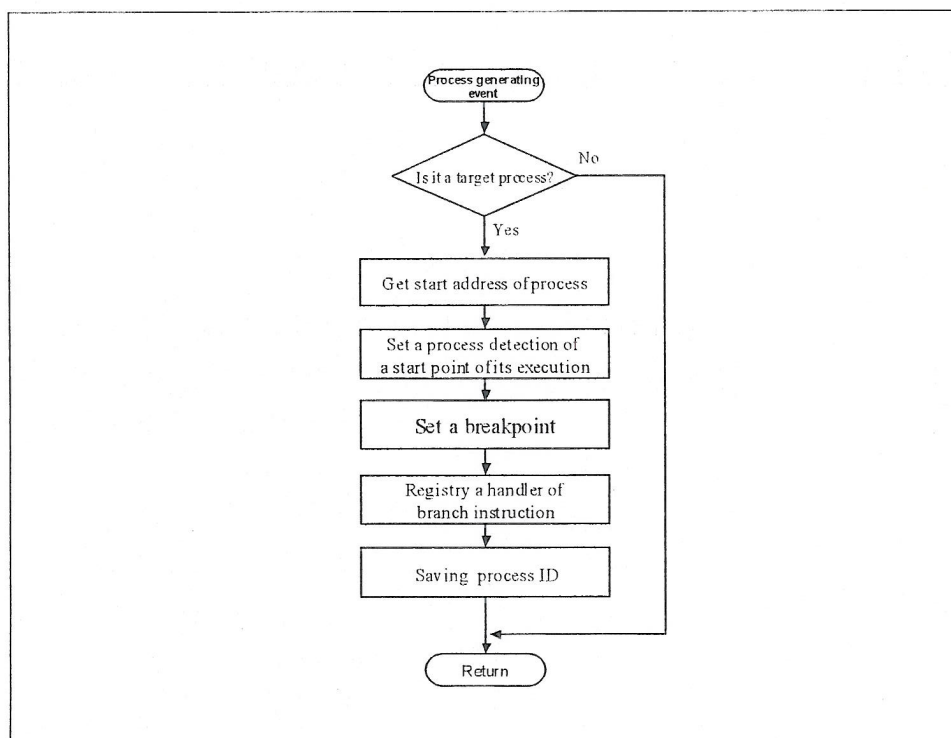 Process generating
event
No
Is it a target process?
Yes
Get start address of process
Set a process detection of
a start point of its execution
Set a breakpoint
Registry a handler of
branch instruction
Saving process ID
Return